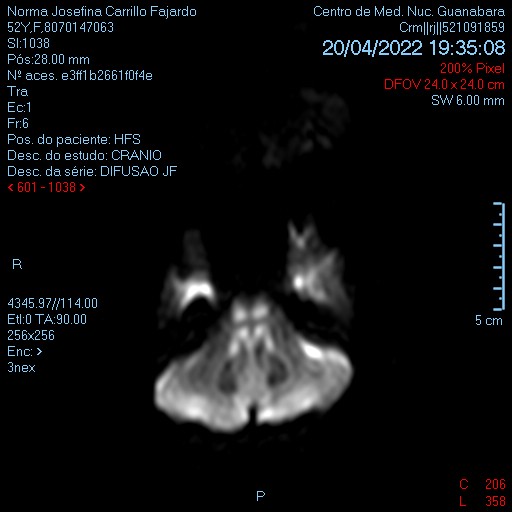 Norma Josefina Carrillo Fajardo
52Y,F,8070147063
Sl:1038
Pós:28.00 mm
Nº aces. e3ff1b2661f0f4e
Tra
Ec:1
Fr:6
Pos. do paciente: HFS
Desc. do estudo: CRANIO
Desc. da série: DIFUSAO JF
< 601 - 1038 >
Centro de Med. Nuc. Guanabara
Crm||rj||521091859
20/04/2022 19:35:08
200% Pixel
DFOV 24.0 x 24.0 cm
SW 6.00 mm
R
5 cm
4345.97//114.00
Etl:0 TA:90.00
256x256
Enc: >
3nex
P
C 206
L 358